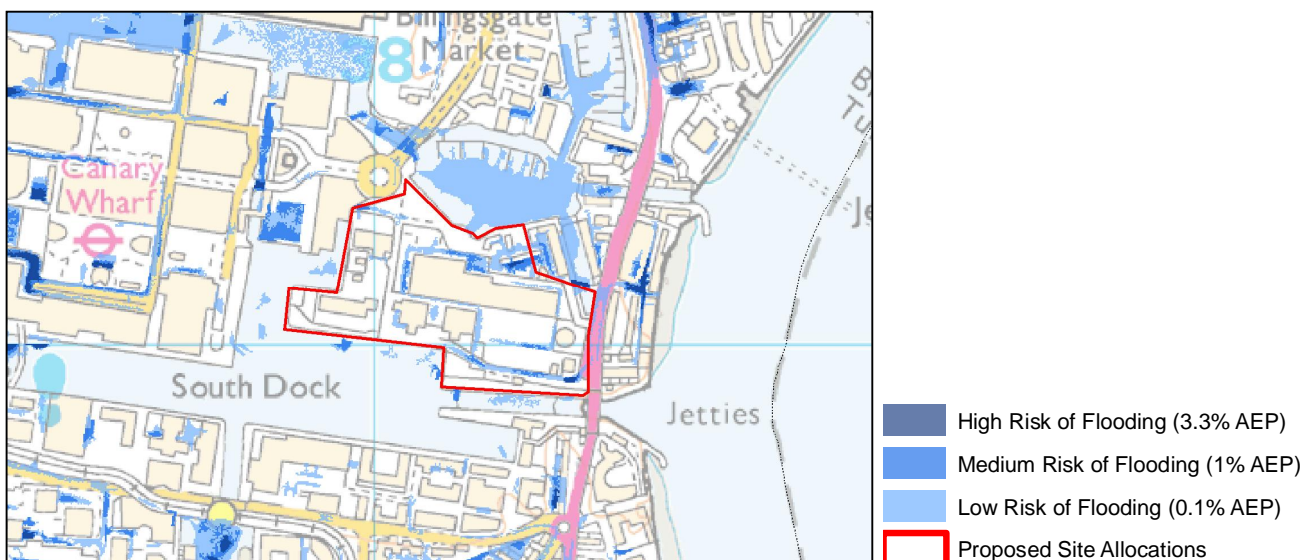 Billingsgate
Market
8
Canary
Wharf
South Dock
Jetties
High Risk of Flooding (3.3% AEP)
Medium Risk of Flooding (1% AEP)
Low Risk of Flooding (0.1% AEP)
Proposed Site Allocations